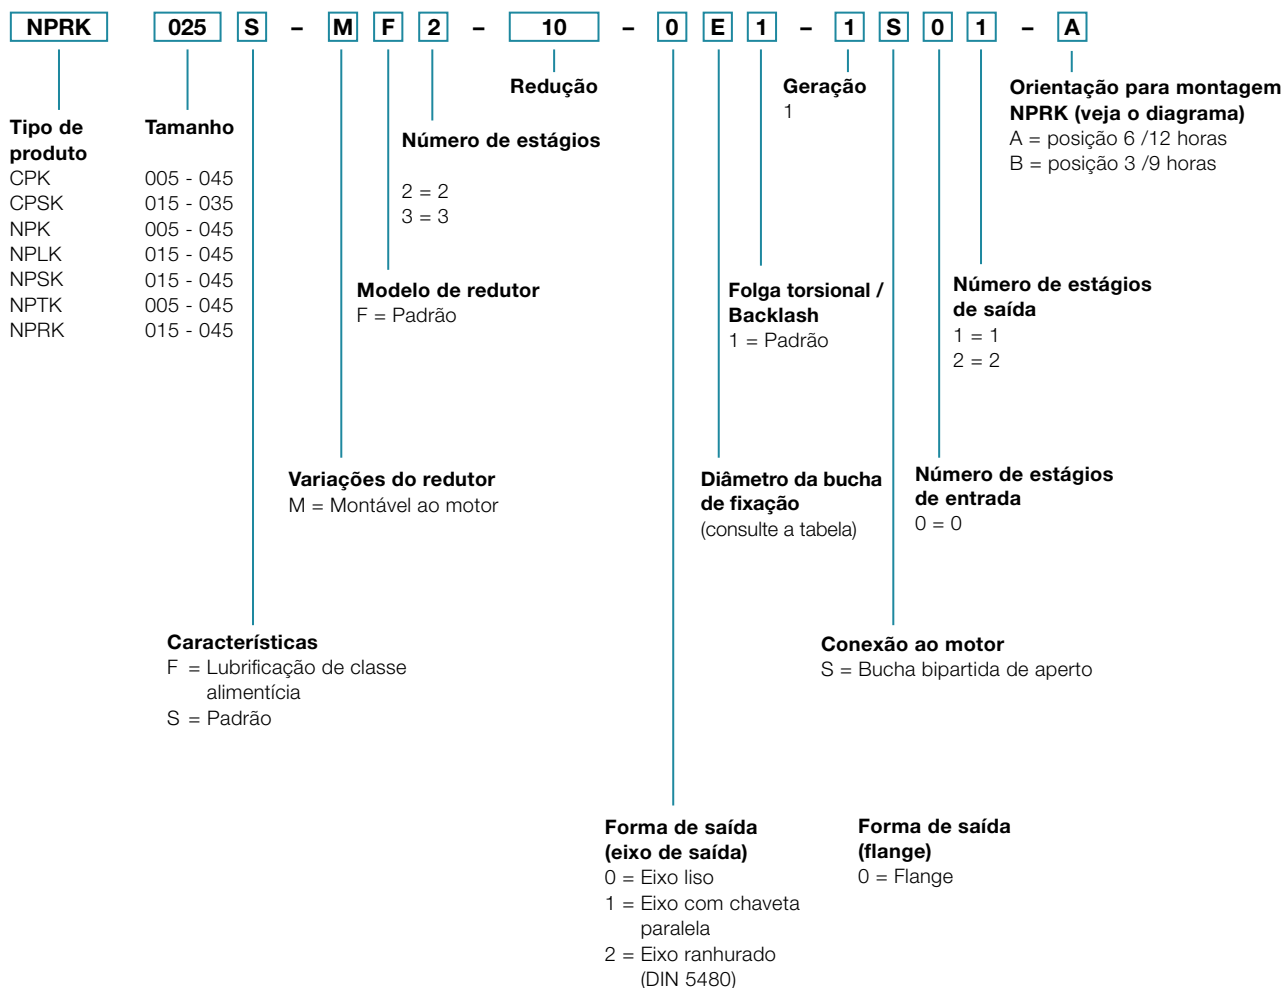 NPRK 025 S – M F 2 – 10 – 0 E 1 – 1 S 0 1 – A
Tipo de
produto
CPK
CPSK
NPK
NPLK
NPSK
NPTK
NPRK
Tamanho
005 - 045
015 - 035
005 - 045
015 - 045
015 - 045
005 - 045
015 - 045
Redução
Número de estágios
2 = 2
3 = 3
Geração
1
Orientação para montagem
NPRK (veja o diagrama)
A = posição 6 /12 horas
B = posição 3 /9 horas
Modelo de redutor
F = Padrão
Folga torsional /
Backlash
1 = Padrão
Número de estágios
de saída
1 = 1
2 = 2
Variações do redutor
M = Montável ao motor
Diâmetro da bucha
de fixação
(consulte a tabela)
Número de estágios
de entrada
0 = 0
Características
F = Lubrificação de classe
alimentícia
S = Padrão
Conexão ao motor
S = Bucha bipartida de aperto
Forma de saída
(eixo de saída)
0 = Eixo liso
1 = Eixo com chaveta
paralela
2 = Eixo ranhurado
(DIN 5480)
Forma de saída
(flange)
0 = Flange